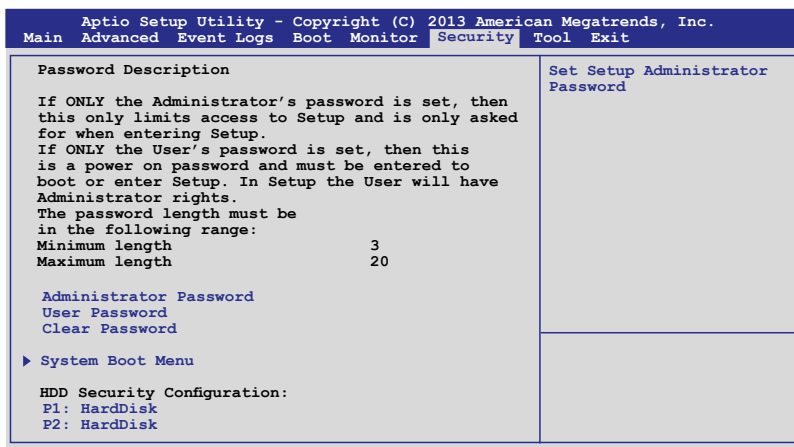 Aptio Setup Utility - Copyright (C) 2013 American Megatrends, Inc.
Main Advanced Event Logs Boot Monitor Security Tool Exit
Password Description
If ONLY the Administrator's password is set, then
this only limits access to Setup and is only asked
for when entering Setup.
If ONLY the User's password is set, then this
is a power on password and must be entered to
boot or enter Setup. In Setup the User will have
Administrator rights.
The password length must be
in the following range:
Minimum length 3
Maximum length 20
Administrator Password
User Password
Clear Password
System Boot Menu
HDD Security Configuration:
P1: HardDisk
P2: HardDisk
Set Setup Administrator
Password